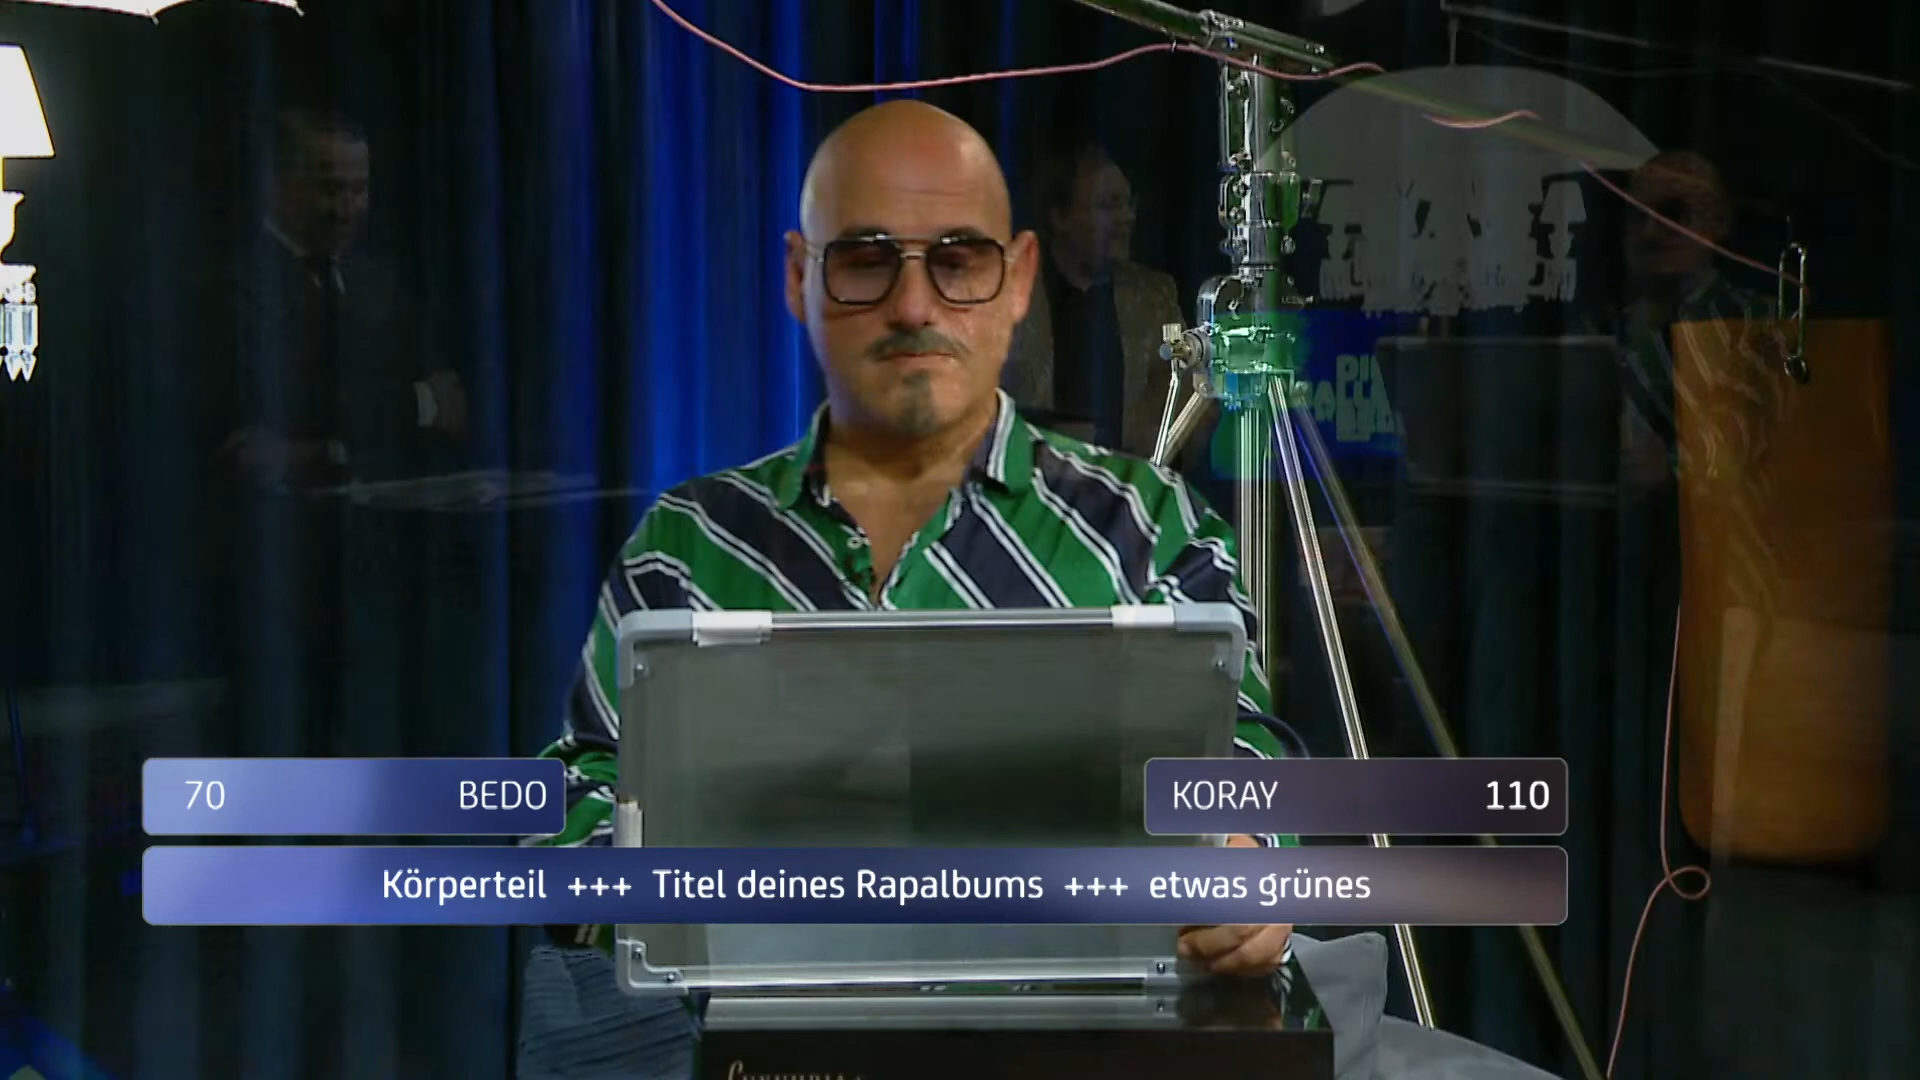 70 BEDO
KORAY 110
Körperteil +++ Titel deines Rapalbums +++ etwas grünes